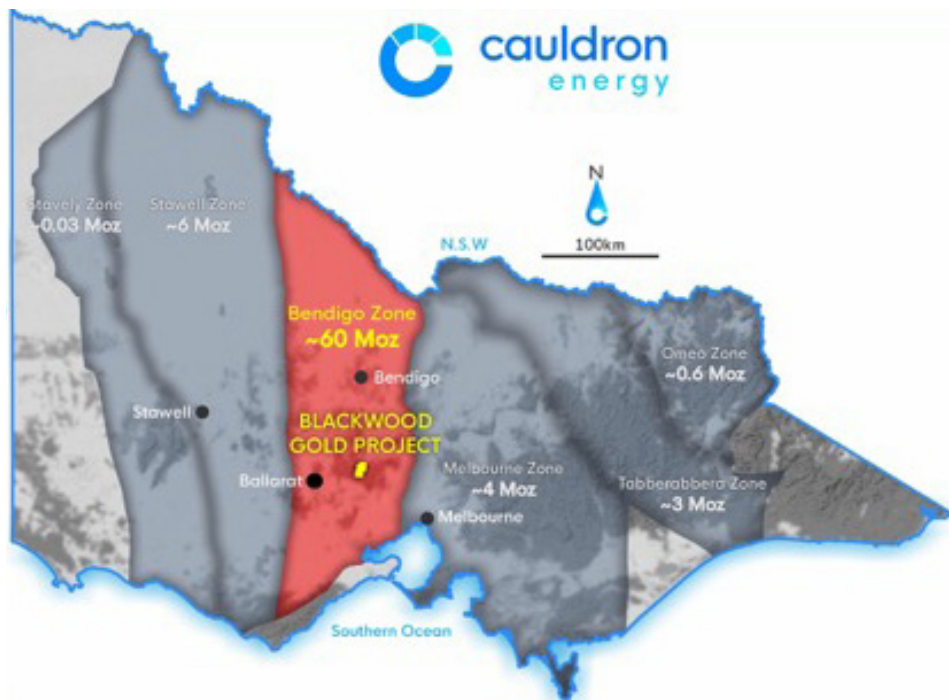 cauldron
energy
N
100km
N.S.W
Stavely Zone
~0.03 Moz
Stawell Zone
~6 Moz
Bendigo Zone
~60 Moz
Bendigo
Omeo Zone
~0.6 Moz
Stawell
BLACKWOOD
GOLD PROJECT
Ballarat
Melbourne Zone
~4 Moz
Tabberabbera Zone
~3 Moz
Melbourne
Southern Ocean